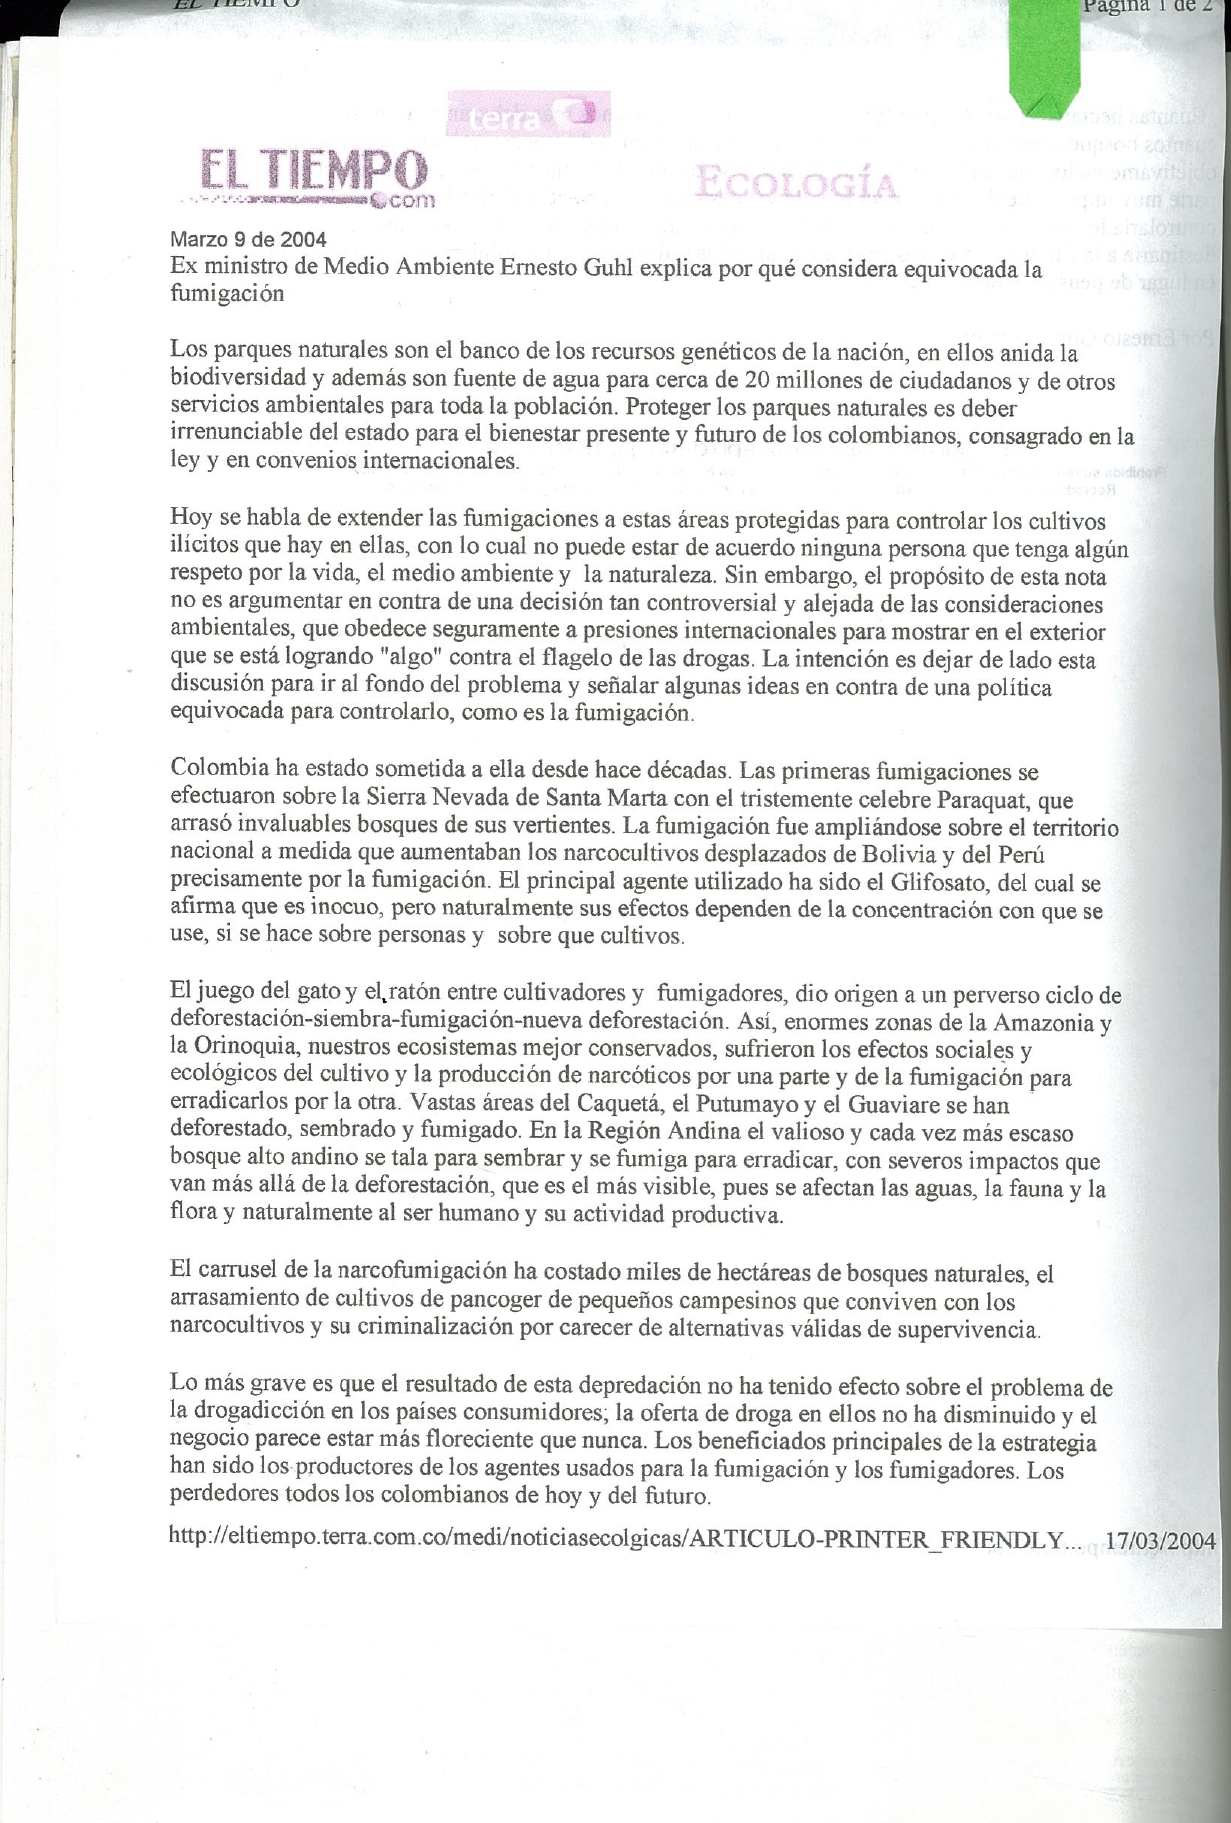 EL TIEMPO
Página 1 de 2
terra
EL TIEMPO
.com
ECOLOGÍA
Marzo 9 de 2004
Ex ministro de Medio Ambiente Ernesto Guhl explica por qué considera equivocada la
fumigación
Los parques naturales son el banco de los recursos genéticos de la nación, en ellos anida la
biodiversidad y además son fuente de agua para cerca de 20 millones de ciudadanos y de otros
servicios ambientales para toda la población. Proteger los parques naturales es deber
irrenunciable del estado para el bienestar presente y futuro de los colombianos, consagrado en la
ley y en convenios internacionales.
Hoy se habla de extender las fumigaciones a estas áreas protegidas para controlar los cultivos
ilícitos que hay en ellas, con lo cual no puede estar de acuerdo ninguna persona que tenga algún
respeto por la vida, el medio ambiente y  la naturaleza. Sin embargo, el propósito de esta nota
no es argumentar en contra de una decisión tan controversial y alejada de las consideraciones
ambientales, que obedece seguramente a presiones internacionales para mostrar en el exterior
que se está logrando "algo" contra el flagelo de las drogas. La intención es dejar de lado esta
discusión para ir al fondo del problema y señalar algunas ideas en contra de una política
equivocada para controlarlo, como es la fumigación.
Colombia ha estado sometida a ella desde hace décadas. Las primeras fumigaciones se
efectuaron sobre la Sierra Nevada de Santa Marta con el tristemente celebre Paraquat, que
arrasó invaluables bosques de sus vertientes. La fumigación fue ampliándose sobre el territorio
nacional a medida que aumentaban los narcocultivos desplazados de Bolivia y del Perú
precisamente por la fumigación. El principal agente utilizado ha sido el Glifosato, del cual se
afirma que es inocuo, pero naturalmente sus efectos dependen de la concentración con que se
use, si se hace sobre personas y  sobre que cultivos.
El juego del gato y el ratón entre cultivadores y  fumigadores, dio origen a un perverso ciclo de
deforestación-siembra-fumigación-nueva deforestación. Así, enormes zonas de la Amazonia y
la Orinoquia, nuestros ecosistemas mejor conservados, sufrieron los efectos sociales y
ecológicos del cultivo y la producción de narcóticos por una parte y de la fumigación para
erradicarlos por la otra. Vastas áreas del Caquetá, el Putumayo y el Guaviare se han
deforestado, sembrado y fumigado. En la Región Andina el valioso y cada vez más escaso
bosque alto andino se tala para sembrar y se fumiga para erradicar, con severos impactos que
van más allá de la deforestación, que es el más visible, pues se afectan las aguas, la fauna y la
flora y naturalmente al ser humano y su actividad productiva.
El carrusel de la narcofumigación ha costado miles de hectáreas de bosques naturales, el
arrasamiento de cultivos de pancoger de pequeños campesinos que conviven con los
narcocultivos y su criminalización por carecer de alternativas válidas de supervivencia.
Lo más grave es que el resultado de esta depredación no ha tenido efecto sobre el problema de
la drogadicción en los países consumidores; la oferta de droga en ellos no ha disminuido y el
negocio parece estar más floreciente que nunca. Los beneficiados principales de la estrategia
han sido los productores de los agentes usados para la fumigación y los fumigadores. Los
perdedores todos los colombianos de hoy y del futuro.
http://eltiempo.terra.com.co/medi/noticiasecolgicas/ARTICULO-PRINTER_FRIENDLY... 17/03/2004